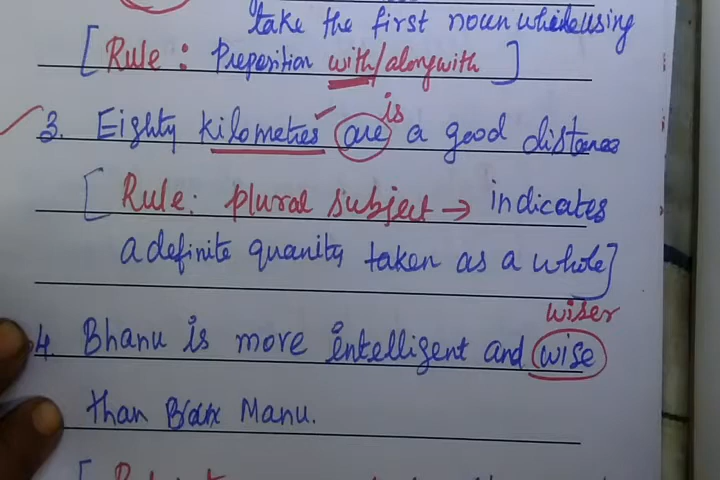 take the first noun while using
[Rule: Preposition with/alongwith]
is
3. Eighty kilometres are a good distance
[Rule: plural subject → indicates
a definite quanity taken as a whole]
wiser
4. Bhanu is more intelligent and wise
than Manu.